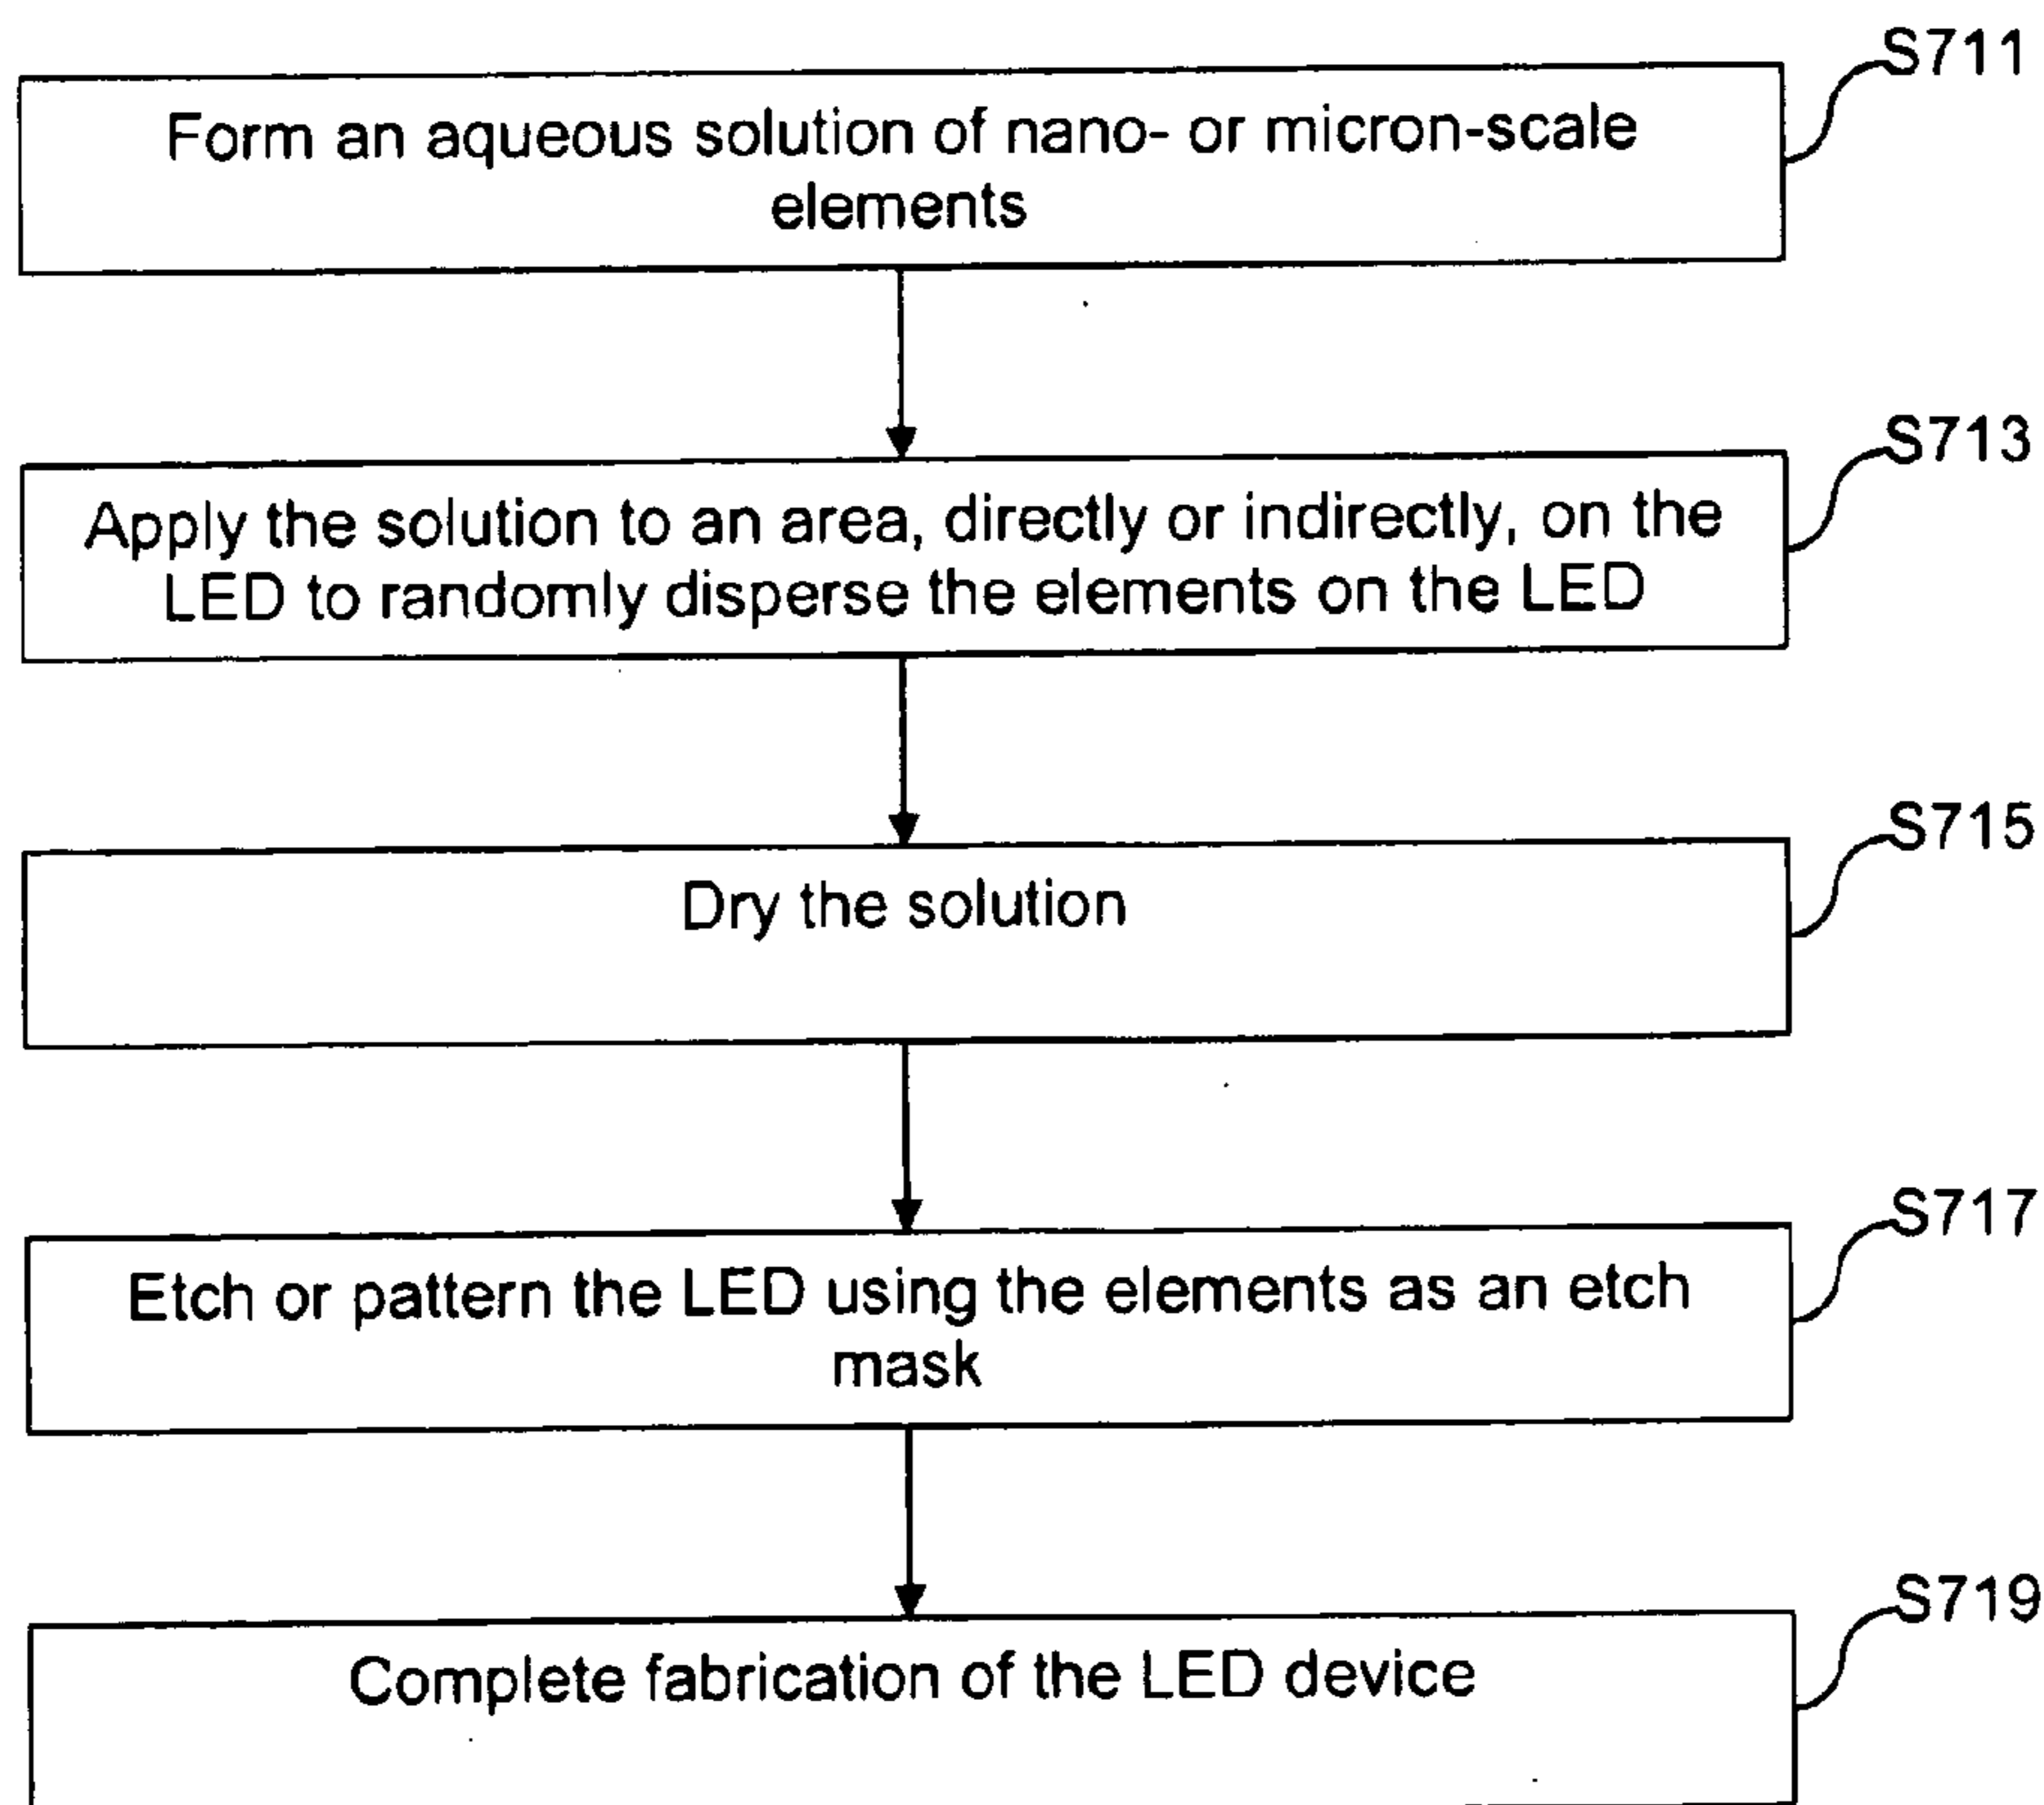 S711
Form an aqueous solution of nano- or micron-scale
elements
S713
Apply the solution to an area, directly or indirectly, on the
LED to randomly disperse the elements on the LED
S715
Dry the solution
S717
Etch or pattern the LED using the elements as an etch
mask
S719
Complete fabrication of the LED device